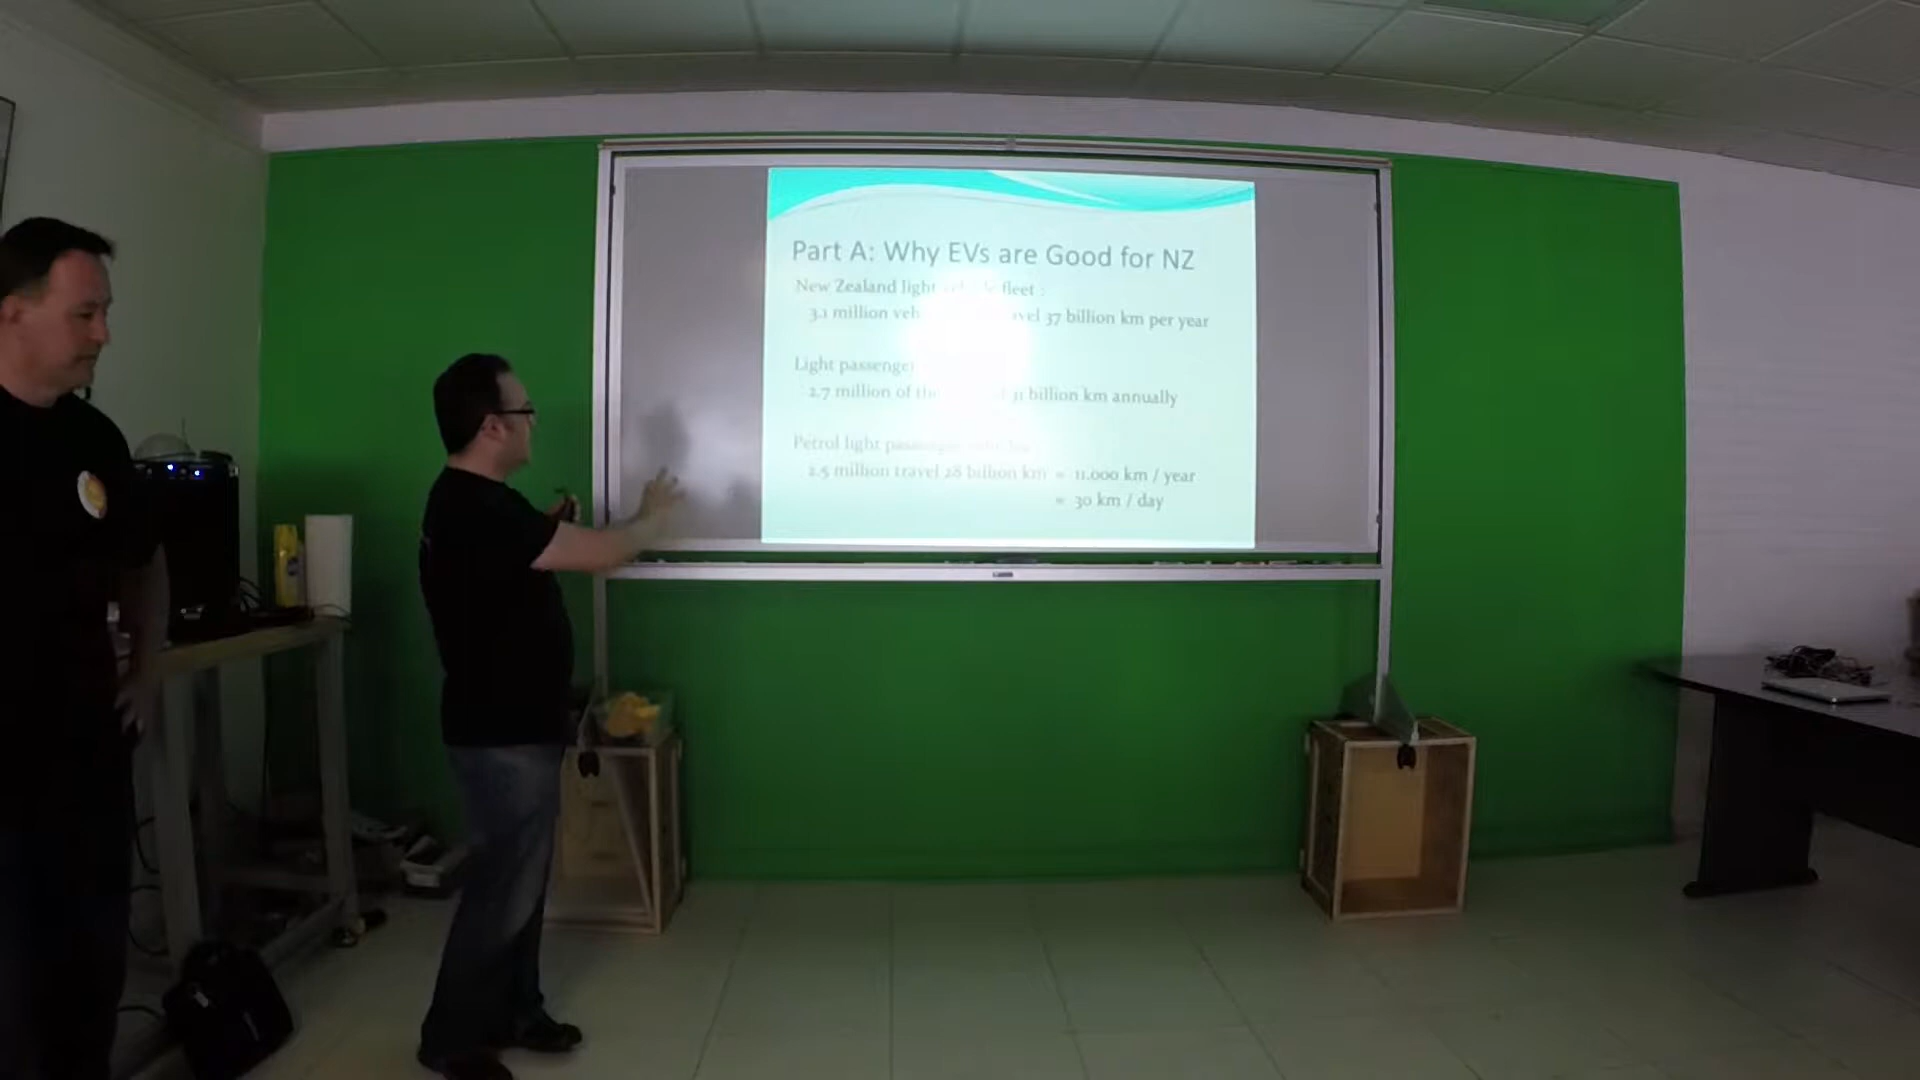 Part A: Why EVs are Good for NZ
New Zealand light fleet :
3.1 million 37 billion km per year
Light passenger
2.7 million of billion km annually
Petrol light
2.5 million travel 28 billion km = 11,000 km / year
= 30 km / day